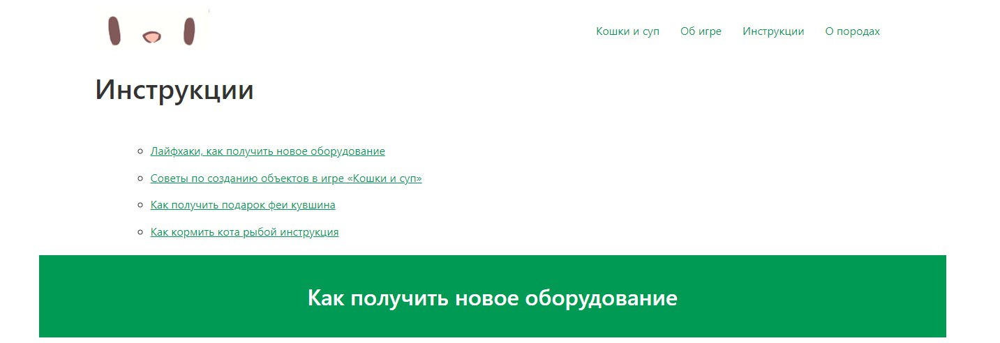 Кошки и суп Об игре Инструкции О породах
Инструкции
Лайфхаки, как получить новое оборудование
Советы по созданию объектов в игре «Кошки и суп»
Как получить подарок феи кувшина
Как кормить кота рыбой инструкция
Как получить новое оборудование